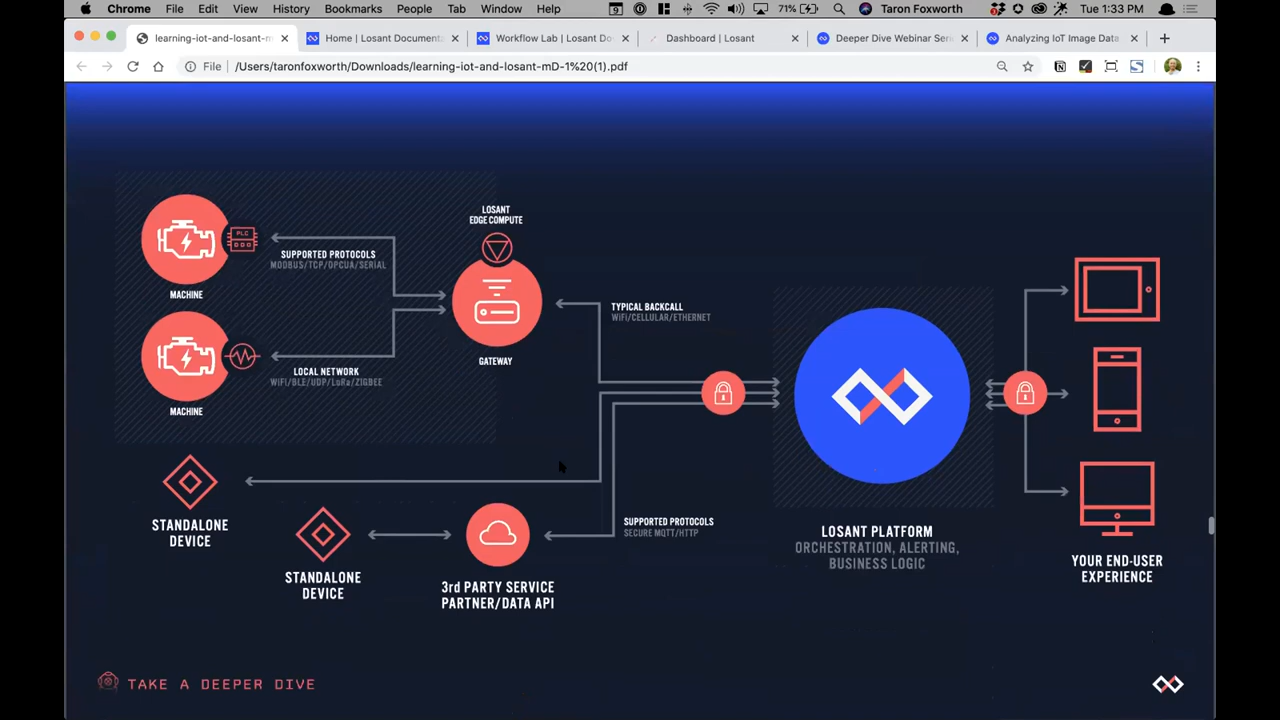 Chrome File Edit View History Bookmarks People Tab Window Help 9 71% Taron Foxworth Tue 1:33 PM
learning-iot-and-losant-m Home | Losant Documenta Workflow Lab | Losant Do Dashboard | Losant Deeper Dive Webinar Seri Analyzing IoT Image Data
File /Users/taronfoxworth/Downloads/learning-iot-and-losant-mD-1%20(1).pdf
LOSANT
EDGE COMPUTE
PLC
SUPPORTED PROTOCOLS
MODBUS/TCP/OPCUA/SERIAL
MACHINE
GATEWAY
TYPICAL BACKCALL
WiFi/CELLULAR/ETHERNET
LOCAL NETWORK
WiFi/BLE/UDP/LoRa/ZIGBEE
MACHINE
STANDALONE
DEVICE
STANDALONE
DEVICE
3rd PARTY SERVICE
PARTNER/DATA API
SUPPORTED PROTOCOLS
SECURE MQTT/HTTP
LOSANT PLATFORM
ORCHESTRATION, ALERTING,
BUSINESS LOGIC
YOUR END-USER
EXPERIENCE
TAKE A DEEPER DIVE